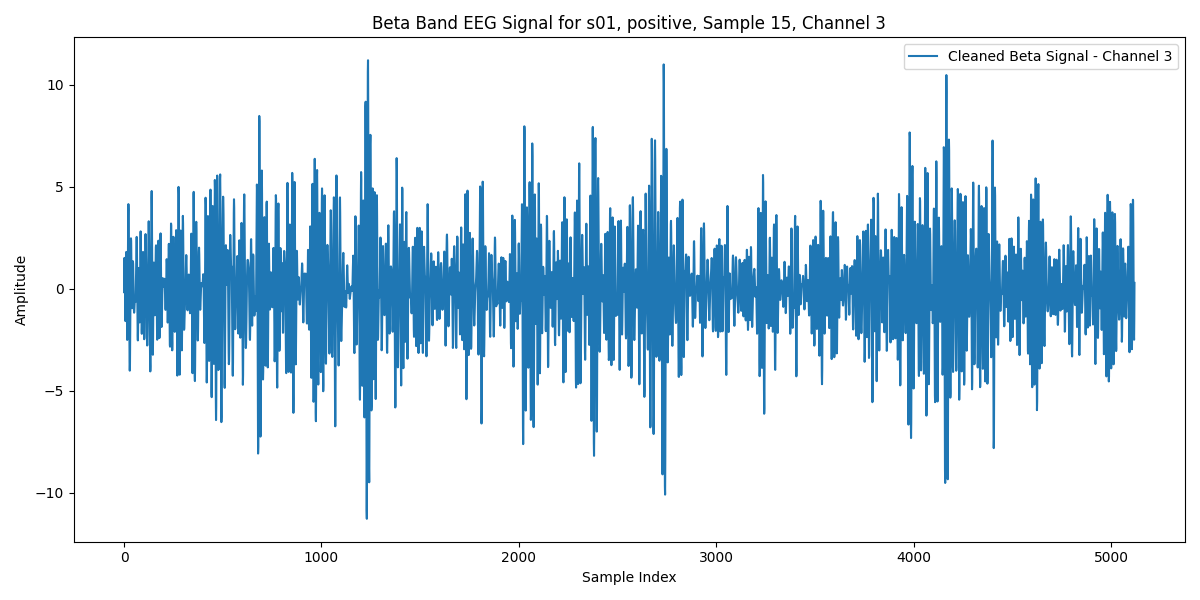 Beta Band EEG Signal for s01, positive, Sample 15, Channel 3
Cleaned Beta Signal - Channel 3
Amplitude
10
5
0
−5
−10
0 1000 2000 3000 4000 5000
Sample Index